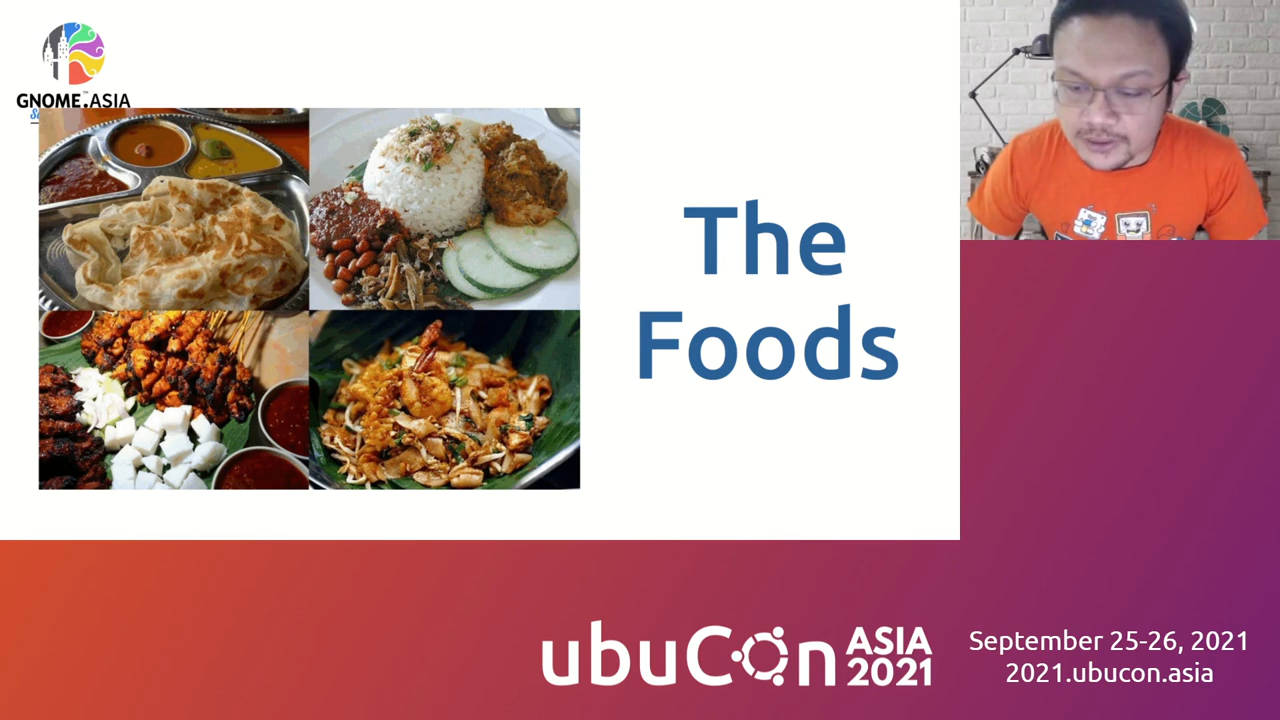 GNOME.ASIA
The
Foods
ubuCon ASIA
2021
September 25-26, 2021
2021.ubucon.asia